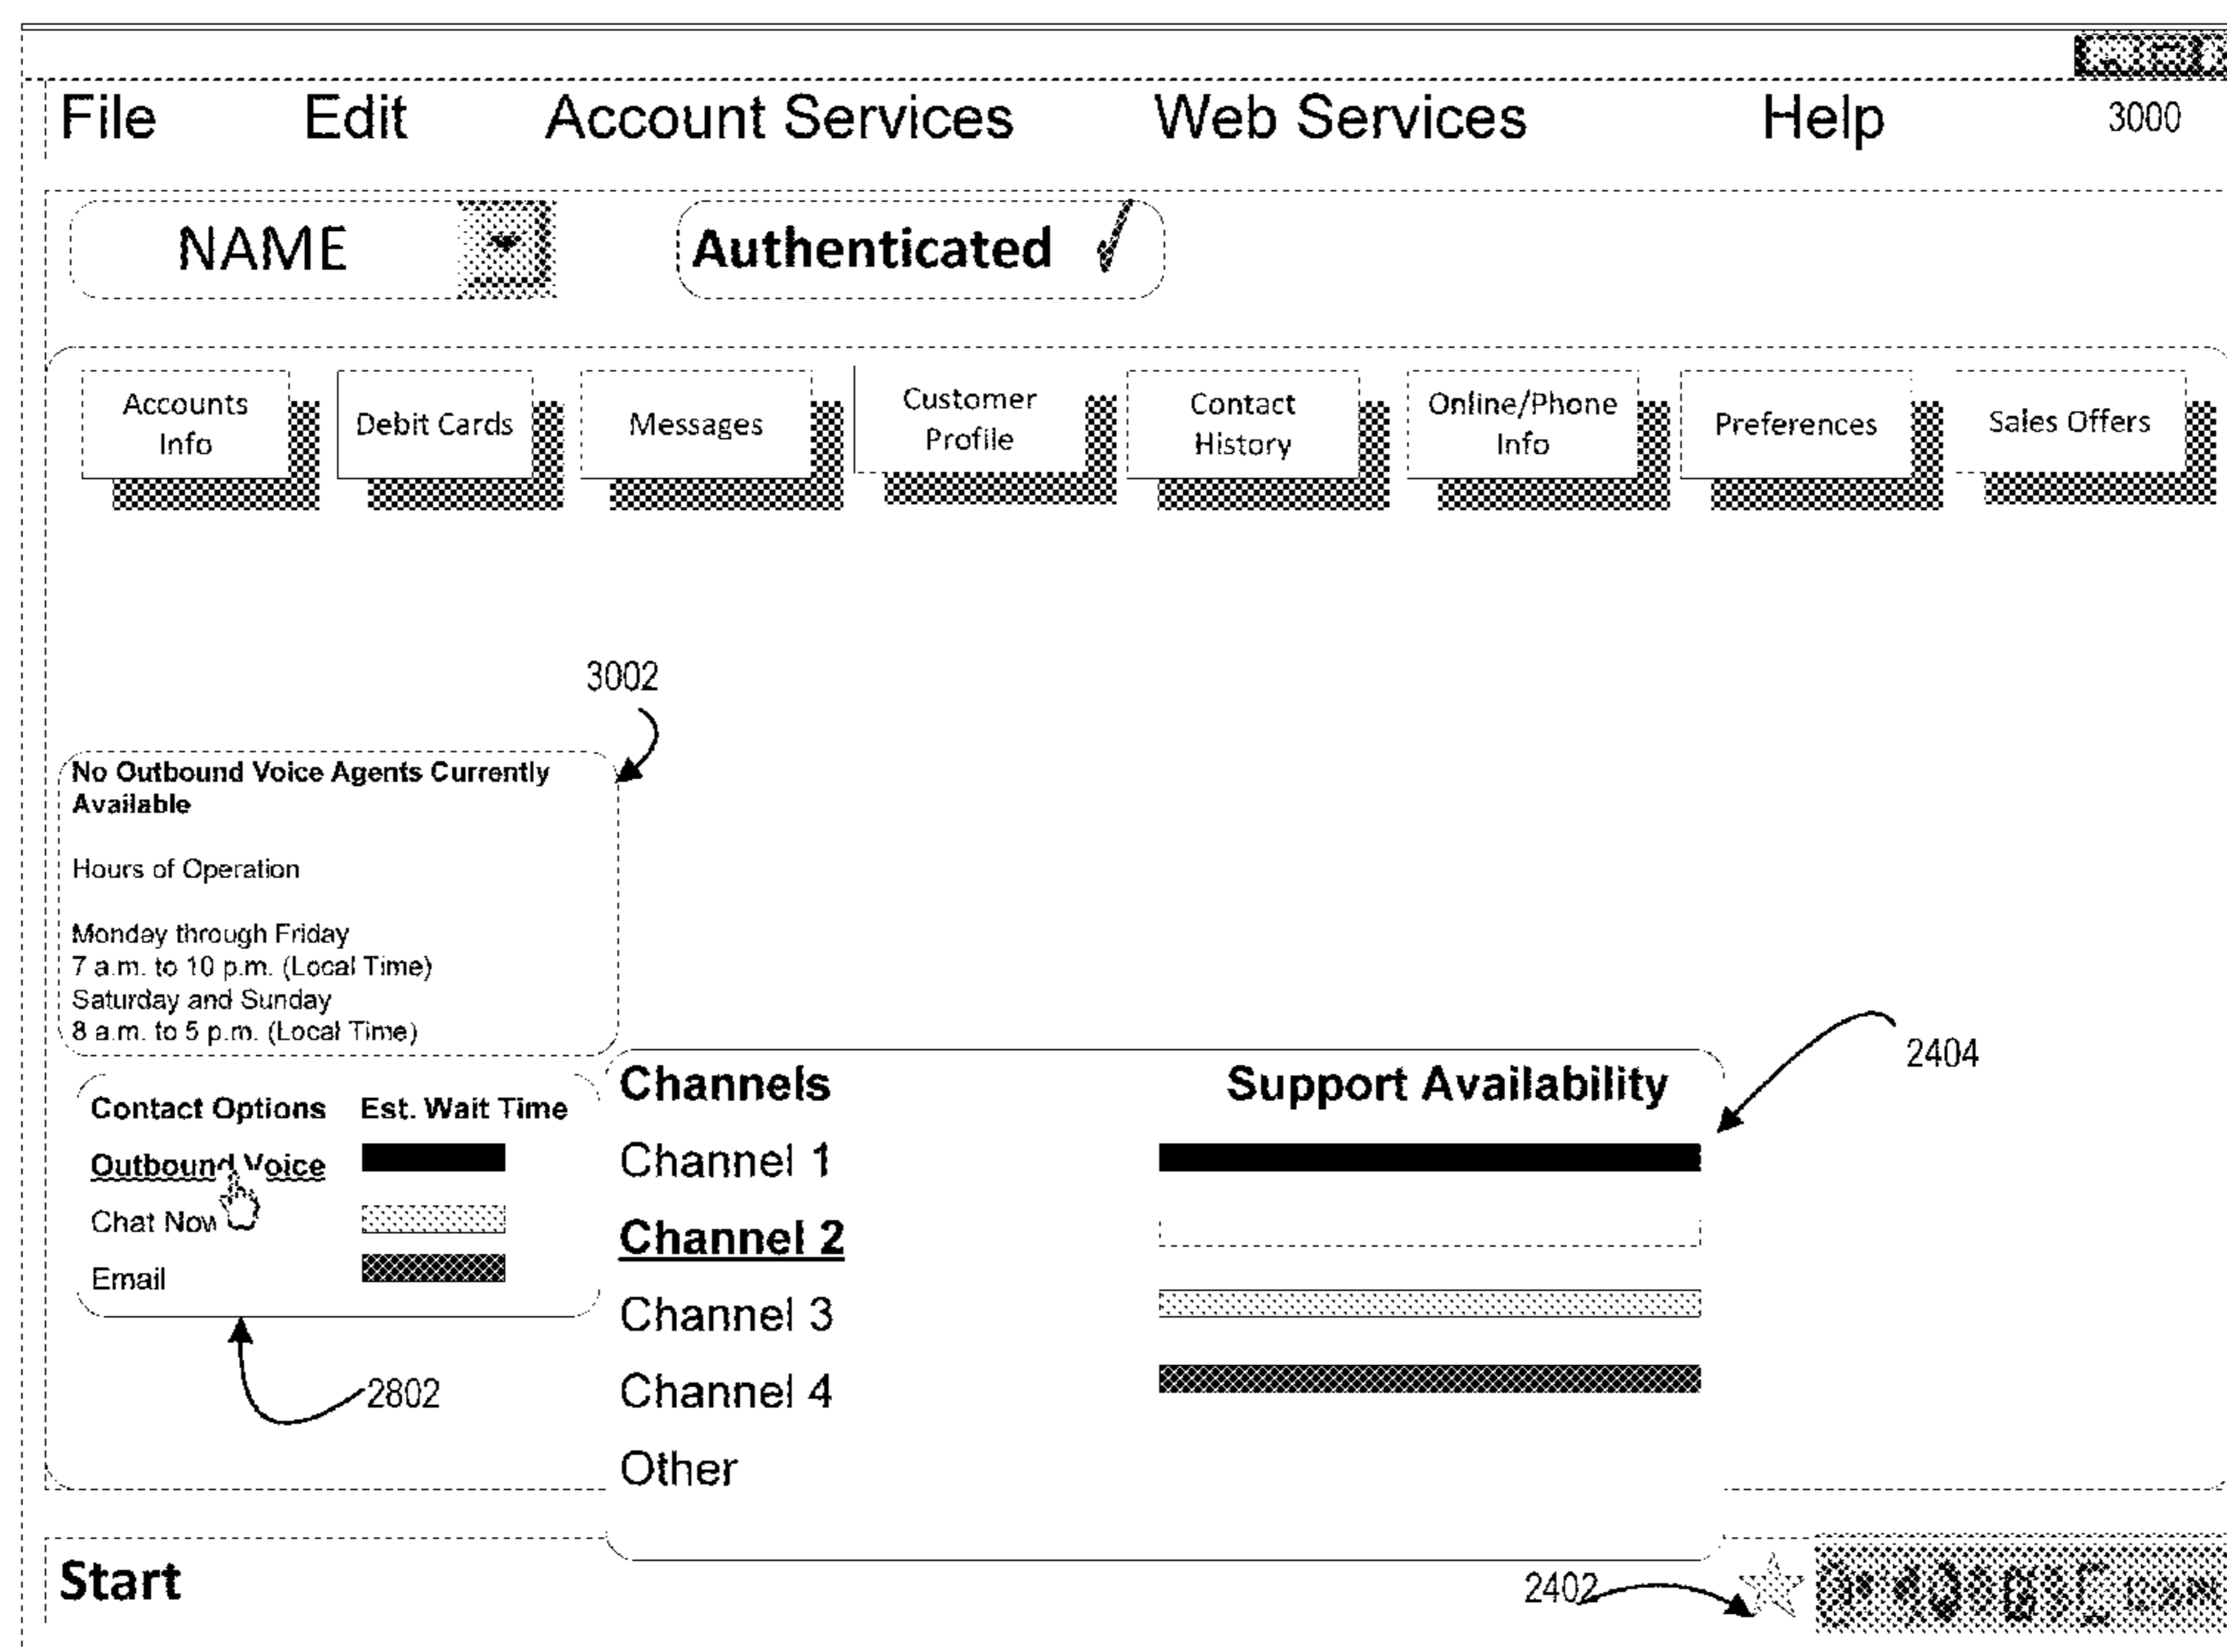 File Edit Account Services Web Services Help 3000
NAME Authenticated
Accounts Info
Debit Cards
Messages
Customer Profile
Contact History
Online/Phone Info
Preferences
Sales Offers
3002
No Outbound Voice Agents Currently
Available
Hours of Operation
Monday through Friday
7 a.m. to 10 p.m. (Local Time)
Saturday and Sunday
8 a.m. to 5 p.m. (Local Time)
2404
Contact Options Est. Wait Time
Outbound Voice
Chat Now
Email
2802
Channels Support Availability
Channel 1
Channel 2
Channel 3
Channel 4
Other
Start
2402